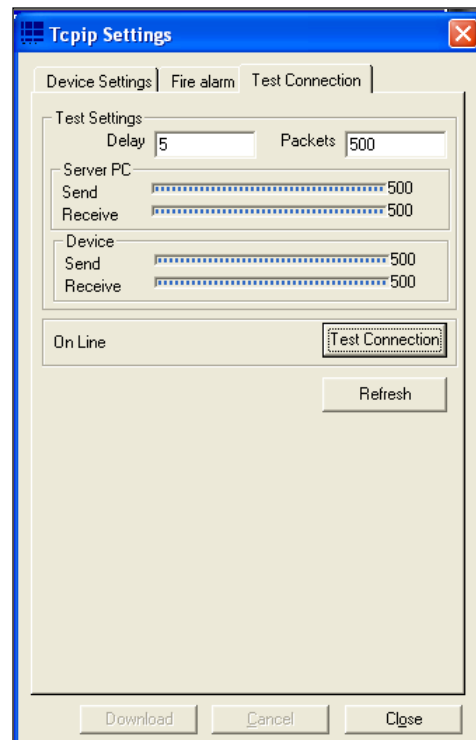 Tcpip Settings
Device Settings Fire alarm Test Connection
Test Settings
Delay 5 Packets 500
Server PC
Send 500
Receive 500
Device
Send 500
Receive 500
On Line Test Connection
Refresh
Download Cancel Close